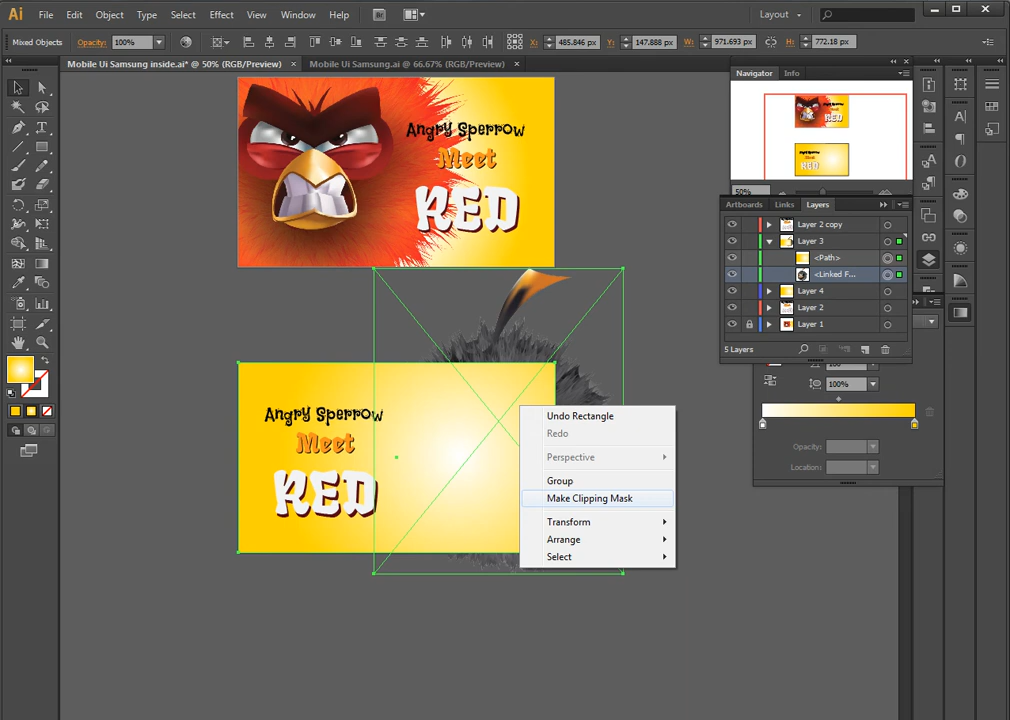 Ai File Edit Object Type Select Effect View Window Help Br Layout
Mixed Objects Opacity: 100% X: 485.846 px Y: 147.888 px W: 971.693 px H: 772.18 px
Mobile Ui Samsung inside.ai* @ 50% (RGB/Preview) × Mobile Ui Samsung.ai @ 66.67% (RGB/Preview) ×
Navigator Info
50%
Angry Sperrow
Meet
RED
Artboards Links Layers
Layer 2 copy
Layer 3
<Path>
<Linked F...
Layer 4
Layer 2
Layer 1
5 Layers
100%
Opacity:
Location:
Angry Sperrow
Meet
RED
Undo Rectangle
Redo
Perspective
Group
Make Clipping Mask
Transform
Arrange
Select